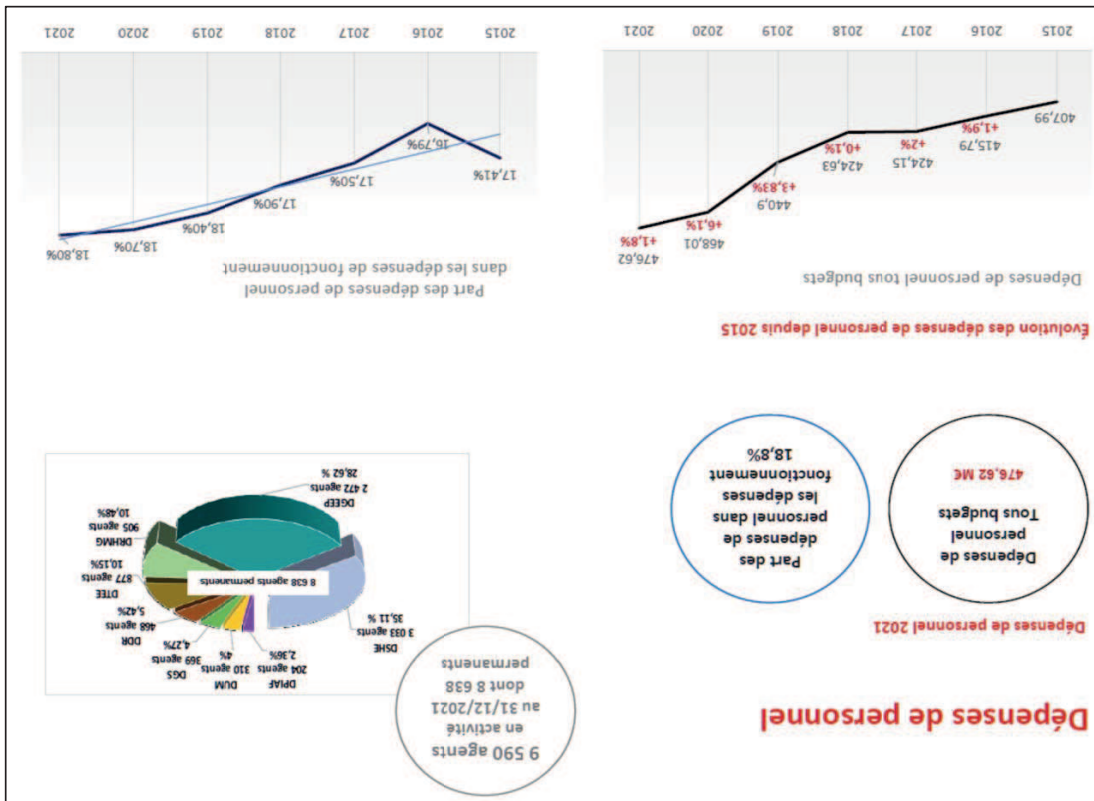 Dépenses de personnel
Dépenses de personnel 2021
Dépenses de
personnel
Tous budgets
476,62 M€
Part des
dépenses de
personnel dans
les dépenses
fonctionnement
18,8%
9 590 agents
en activité
au 31/12/2021
dont 8 638
permanents
DSHE
3 033 agents
35,11 %
DPIAF
204 agents
2,36%
DUM
310 agents
4%
DGS
369 agents
4,27%
DDR
468 agents
5,42%
DTEE
877 agents
10,15%
DRHMG
905 agents
10,48%
DGEEP
2 472 agents
28,62 %
8 638 agents permanents
Évolution des dépenses de personnel depuis 2015
Dépenses de personnel tous budgets
407,99
415,79
+1,9%
424,15
+2%
424,63
+0,1%
440,9
+3,83%
468,01
+6,1%
476,62
+1,8%
2015
2016
2017
2018
2019
2020
2021
Part des dépenses de personnel
dans les dépenses de fonctionnement
17,41%
16,79%
17,50%
17,90%
18,40%
18,70%
18,80%
2015
2016
2017
2018
2019
2020
2021